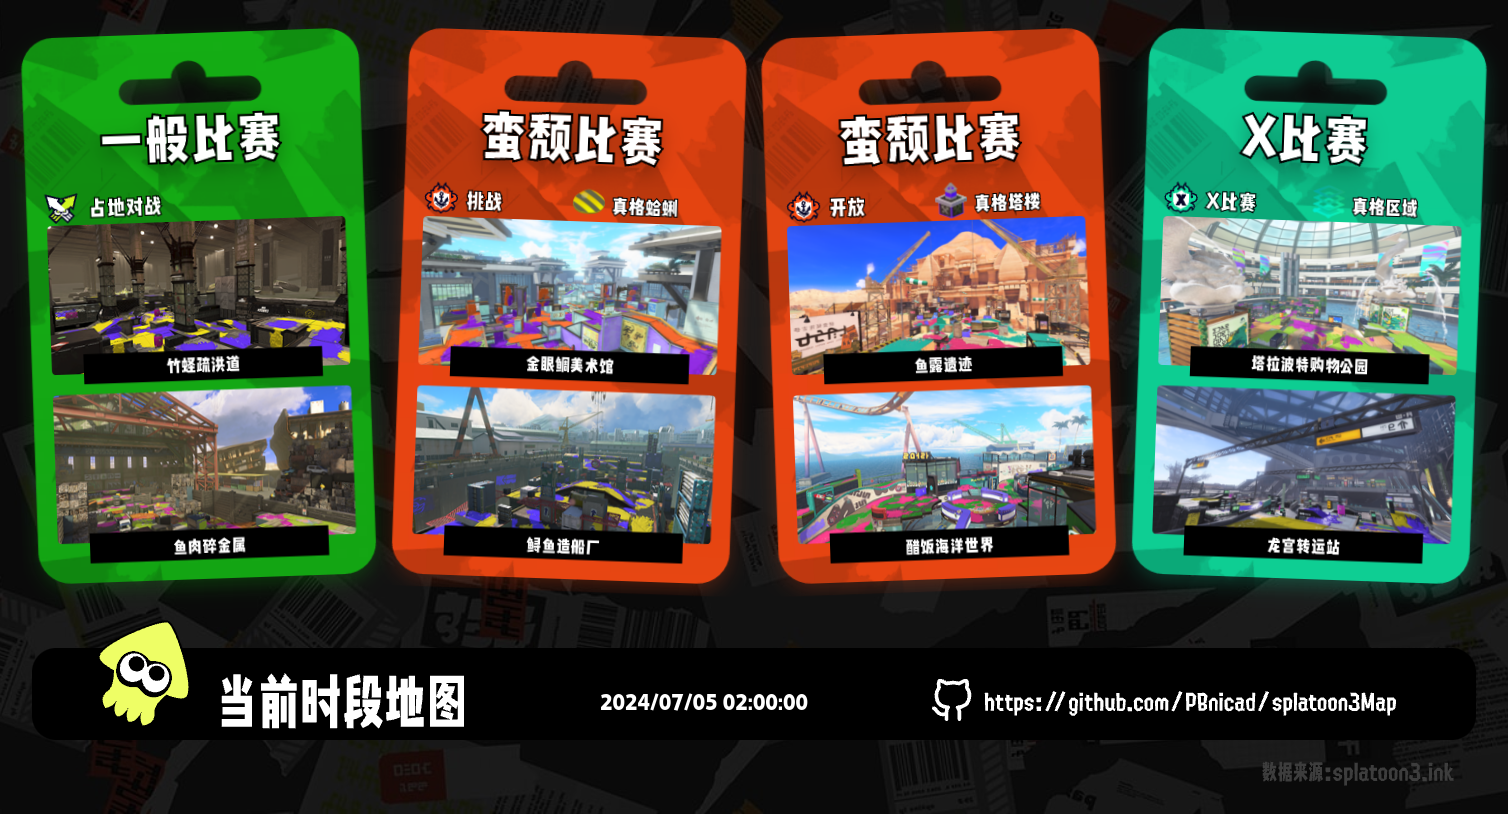 一般比赛
占地对战
竹蛏疏洪道
鱼肉碎金属
蛮颓比赛
挑战
真格蛤蜊
金眼鲷美术馆
鲟鱼造船厂
蛮颓比赛
开放
真格塔楼
鱼露遗迹
醋饭海洋世界
X比赛
X比赛
真格区域
塔拉波特购物公园
龙宫转运站
当前时段地图
2024/07/05 02:00:00
https://github.com/PBnicad/splatoon3Map
数据来源:splatoon3.ink